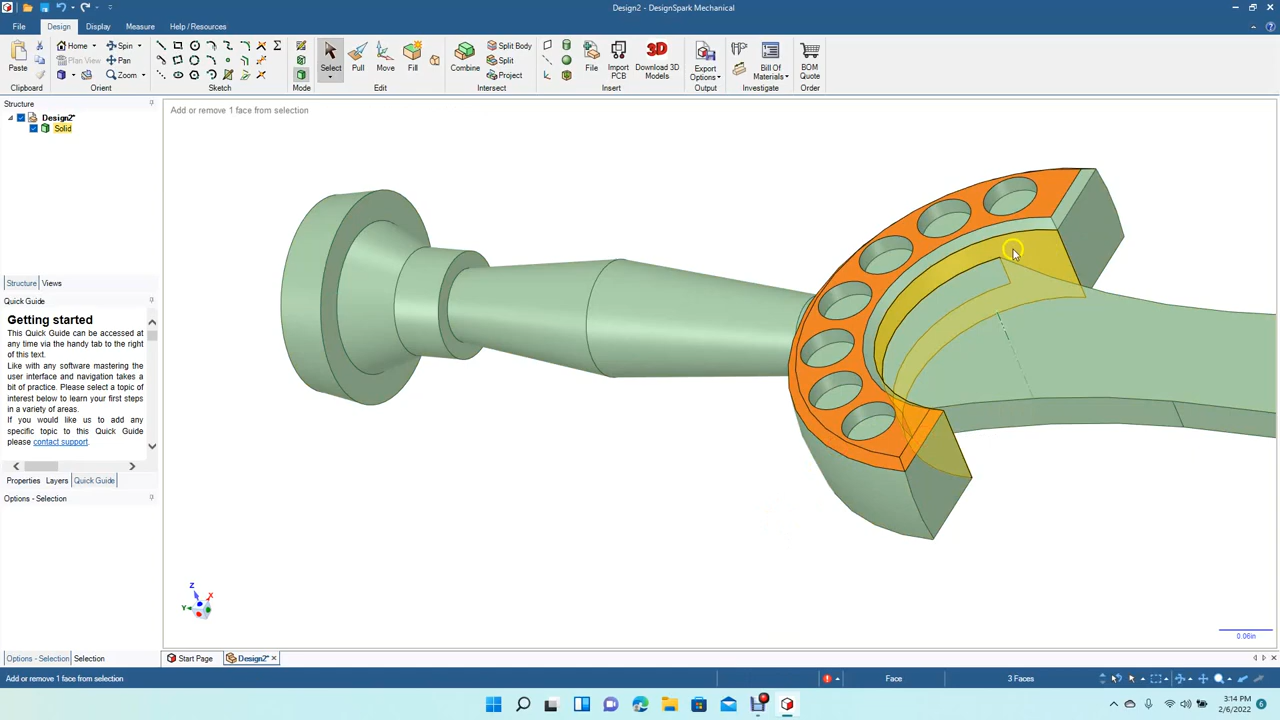 Design2 - DesignSpark Mechanical
File Design Display Measure Help / Resources
Paste
Home Spin
Plan View Pan
Zoom
Select Pull Move Fill
Combine
Split Body
Split
Project
File Import PCB Download 3D Models
3D
Export Options
Bill Of Materials
BOM Quote
Clipboard Orient Sketch Mode Edit Intersect Insert Output Investigate Order
Structure
Add or remove 1 face from selection
Design2*
Solid
Structure Views
Quick Guide
Getting started
This Quick Guide can be accessed at
any time via the handy tab to the right
of this text.
Like with any software mastering the
user interface and navigation takes a
bit of practice. Please select a topic of
interest below to learn your first steps
in a variety of areas.
If you would like us to add any
specific topic to this Quick Guide
please contact support.
Properties Layers Quick Guide
Options - Selection
Z
X
Y
0.06in
Options - Selection Selection
Start Page Design2*
Add or remove 1 face from selection
Face
3 Faces
3:14 PM
2/6/2022